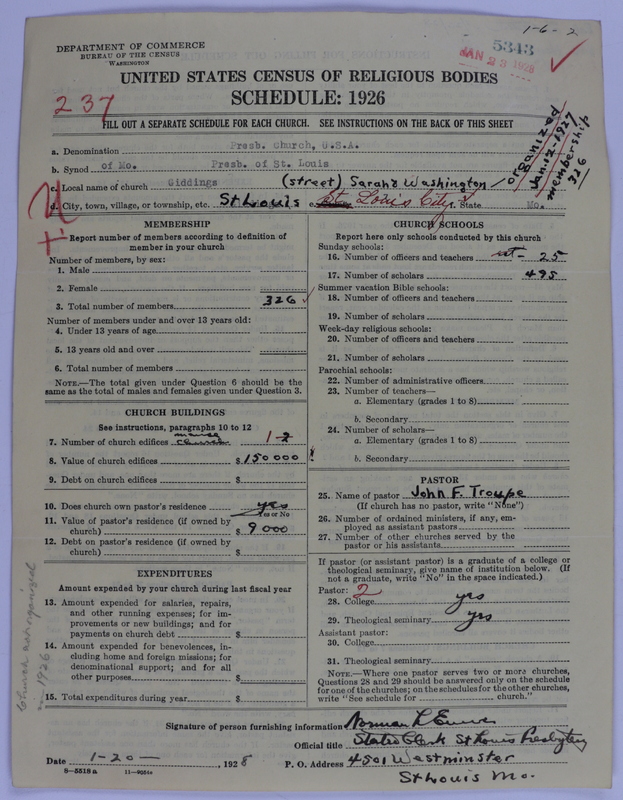 1-6-2
DEPARTMENT OF COMMERCE
BUREAU OF THE CENSUS
WASHINGTON
5343
JAN 23 1928
UNITED STATES CENSUS OF RELIGIOUS BODIES
SCHEDULE: 1926
237
FILL OUT A SEPARATE SCHEDULE FOR EACH CHURCH. SEE INSTRUCTIONS ON THE BACK OF THIS SHEET
organized
Jan. 12-1927
membership
326
a. Denomination Presb. Church, U.S.A.
b. Synod of Mo. Presb. of St. Louis
c. Local name of church Giddings (street) Sarah & Washington
d. City, town, village, or township, etc. St Louis e. St. Louis City f. State Mo.
MEMBERSHIP
Report number of members according to definition of
member in your church
Number of members, by sex:
1. Male
2. Female
3. Total number of members 326
Number of members under and over 13 years old:
4. Under 13 years of age
5. 13 years old and over
6. Total number of members
NOTE.—The total given under Question 6 should be the
same as the total of males and females given under Question 3.
CHURCH BUILDINGS
See instructions, paragraphs 10 to 12
7. Number of church edifices manse church 1 2
8. Value of church edifices $ 150 000
9. Debt on church edifices $
10. Does church own pastor's residence yes
Yes or No
11. Value of pastor's residence (if owned by
church) $ 9 000
12. Debt on pastor's residence (if owned by
church) $
EXPENDITURES
Amount expended by your church during last fiscal year
13. Amount expended for salaries, repairs,
and other running expenses; for im-
provements or new buildings; and for
payments on church debt $
14. Amount expended for benevolences, in-
cluding home and foreign missions; for
denominational support; and for all
other purposes $
15. Total expenditures during year $
Church not organized
in 1926
CHURCH SCHOOLS
Report here only schools conducted by this church
Sunday schools:
16. Number of officers and teachers est- 25
17. Number of scholars 495
Summer vacation Bible schools:
18. Number of officers and teachers
19. Number of scholars
Week-day religious schools:
20. Number of officers and teachers
21. Number of scholars
Parochial schools:
22. Number of administrative officers
23. Number of teachers—
a. Elementary (grades 1 to 8)
b. Secondary
24. Number of scholars—
a. Elementary (grades 1 to 8)
b. Secondary
PASTOR
25. Name of pastor John F. Troupe
(If church has no pastor, write "None")
26. Number of ordained ministers, if any, em-
ployed as assistant pastors
27. Number of other churches served by the
pastor or his assistants
If pastor (or assistant pastor) is a graduate of a college or
theological seminary, give name of institution below. (If
not a graduate, write "No" in the space indicated.)
Pastor: 2
28. College yes
29. Theological seminary yes
Assistant pastor:
30. College
31. Theological seminary
NOTE.—Where one pastor serves two or more churches,
Questions 28 and 29 should be answered only on the schedule
for one of the churches; on the schedules for the other churches,
write "See schedule for church."
Signature of person furnishing information Norman L
Official title Stated Clerk St Louis Presbytery
Date 1-20- , 1928 P. O. Address 4501 Westminster
8-5518 a
St Louis Mo.